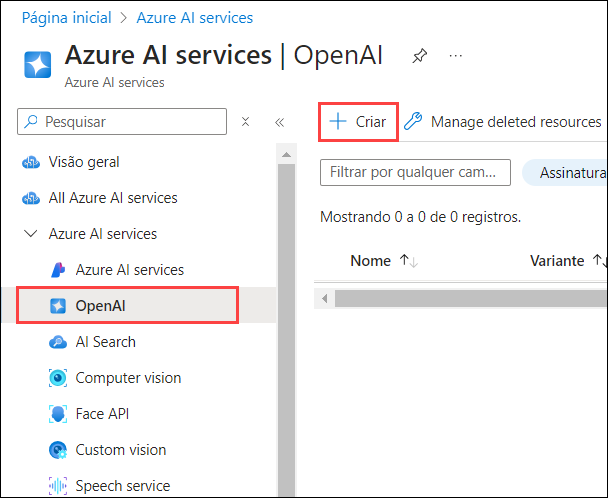 Página inicial > Azure AI services
Azure AI services | OpenAI ...
Azure AI services
Pesquisar
Criar
Manage deleted resources
Visão geral
All Azure AI services
Azure AI services
Azure AI services
OpenAI
AI Search
Computer vision
Face API
Custom vision
Speech service
Filtrar por qualquer cam...
Assinatura
Mostrando 0 a 0 de 0 registros.
Nome ↑↓
Variante ↑↓